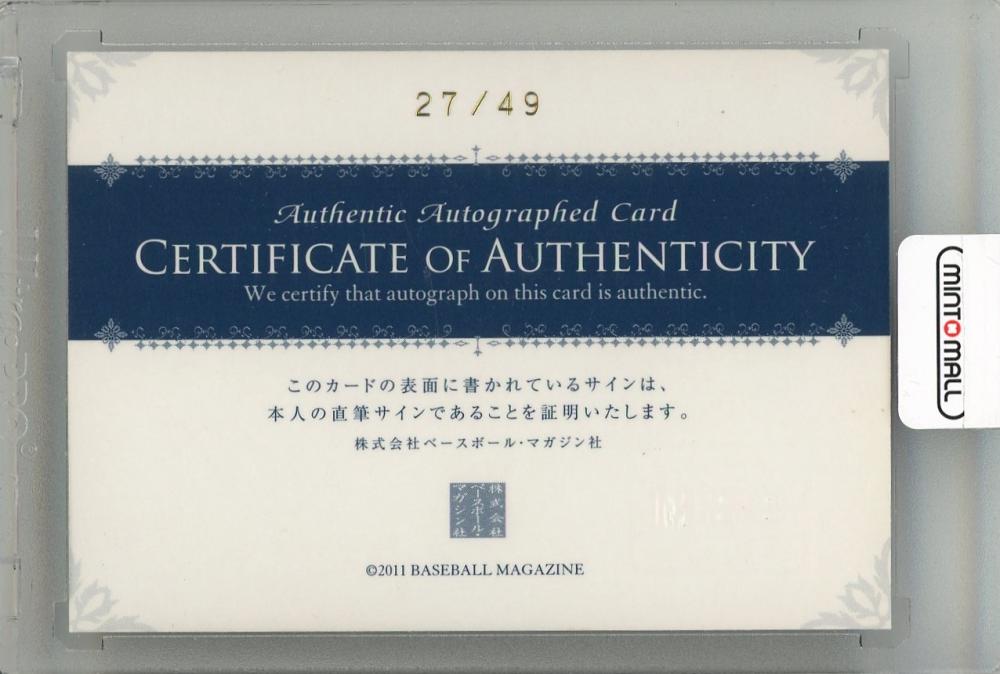 27/49
Authentic Autographed Card
CERTIFICATE OF AUTHENTICITY
We certify that autograph on this card is authentic.
このカードの表面に書かれているサインは、
本人の直筆サインであることを証明いたします。
株式会社ベースボール・マガジン社
株式会社
ベースボール・
マガジン社
©2011 BASEBALL MAGAZINE
MINTOMALL